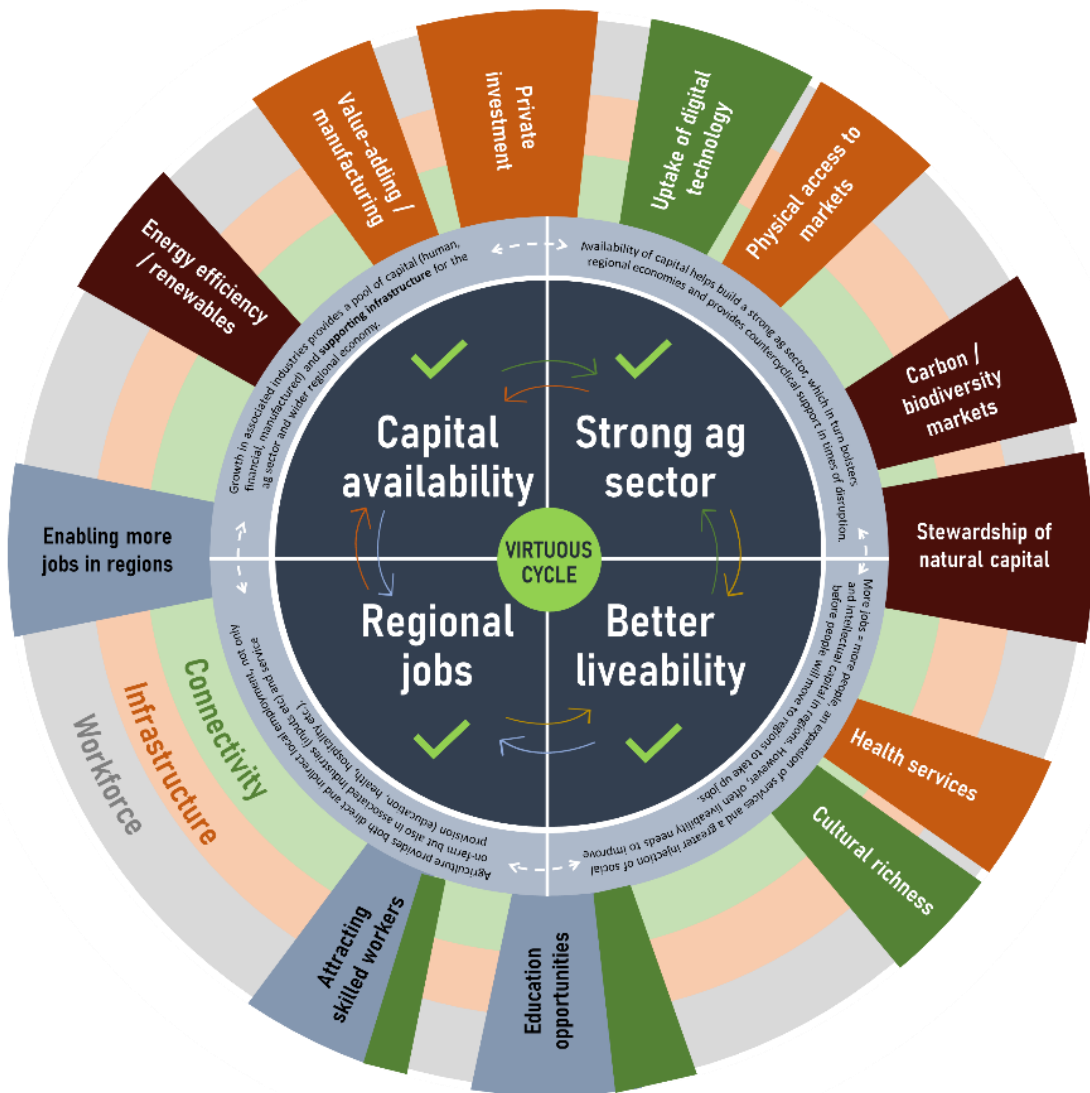 Private
investment
Uptake of digital
technology
Physical access to
markets
Carbon /
biodiversity
markets
Stewardship of
natural capital
Health services
Cultural richness
Education
opportunities
Attracting
skilled workers
Enabling more
jobs in regions
Energy efficiency
/ renewables
Value-adding /
manufacturing
Workforce
Infrastructure
Connectivity
Growth in associated industries provides a pool of capital (human,
financial, manufactured) and supporting infrastructure for the
ag sector and wider regional economy.
Availability of capital helps build a strong ag sector, which in turn bolsters
regional economies and provides countercyclical support in times of disruption.
More jobs = more people, an expansion of services and a greater injection of social
and intellectual capital in regions. However, often liveability needs to improve
before people will move to regions to take up jobs.
Agriculture provides both direct and indirect local employment, not only
on-farm but also in associated industries (inputs etc) and service
provision (education, health, hospitality etc..).
Capital
availability
Strong ag
sector
VIRTUOUS
CYCLE
Regional
jobs
Better
liveability